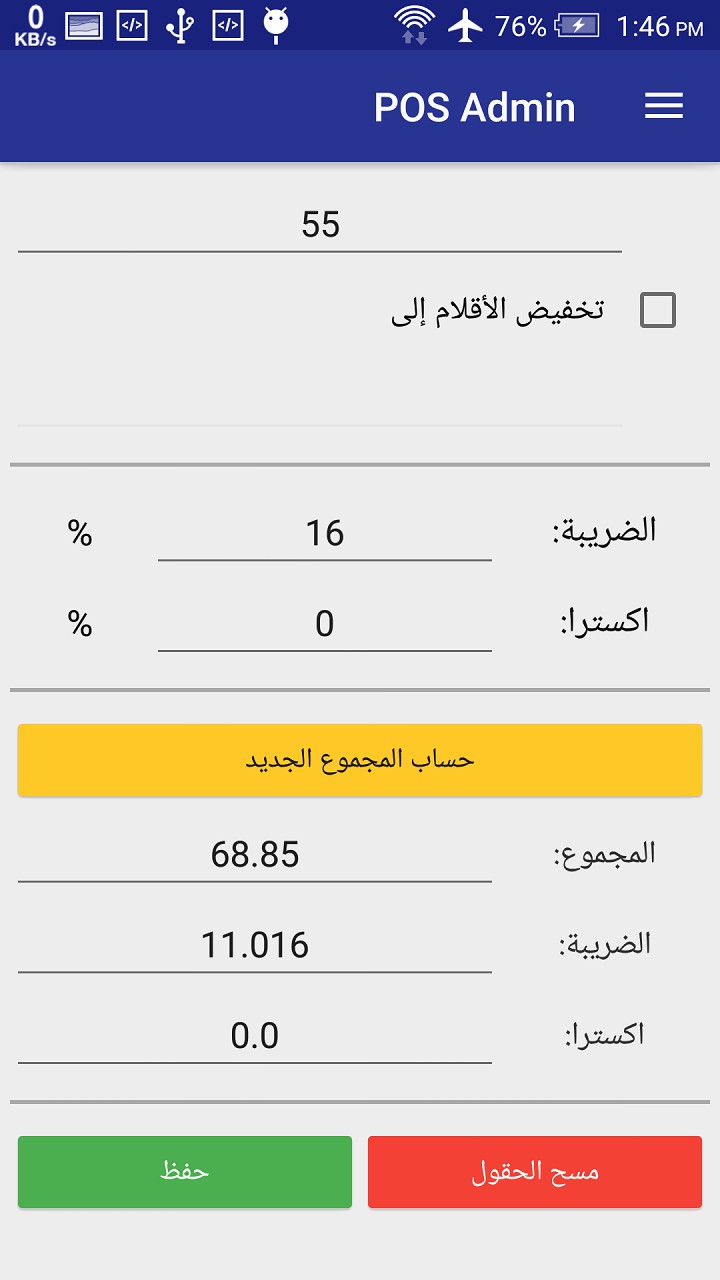 0 KB/s 76% 1:46 PM
POS Admin
55
تخفيض الأقلام إلى
الضريبة: 16 %
اكسترا: 0 %
حساب المجموع الجديد
المجموع: 68.85
الضريبة: 11.016
اكسترا: 0.0
مسح الحقول
حفظ